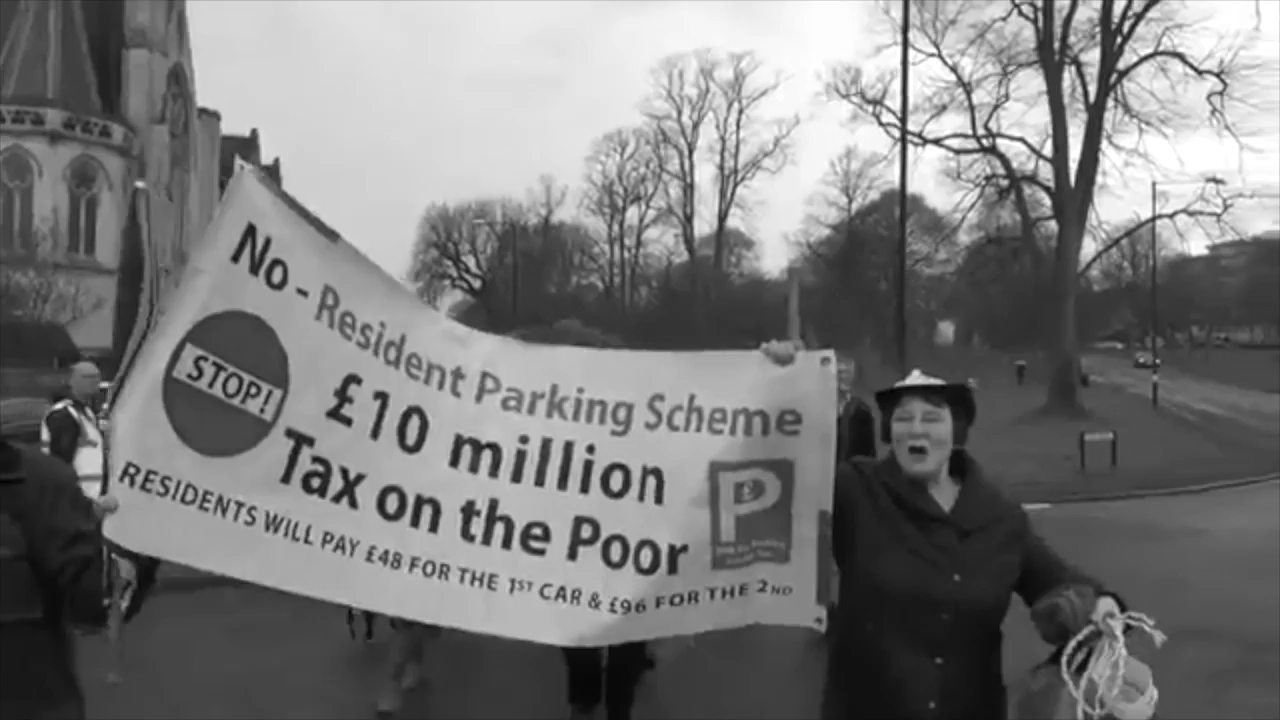 No - Resident Parking Scheme
STOP!
£10 million
Tax on the Poor
P
£
RESIDENTS WILL PAY £48 FOR THE 1ST CAR & £96 FOR THE 2ND